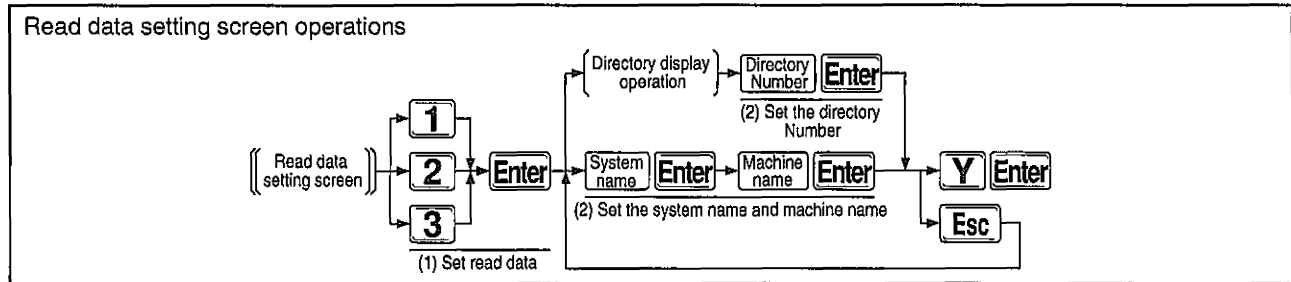 Read data setting screen operations
Directory display
operation
Directory
Number
Enter
(2) Set the directory
Number
1
Read data
setting screen
2
Enter
System
name
Enter
Machine
name
Enter
Y
Enter
(2) Set the system name and machine name
3
Esc
(1) Set read data